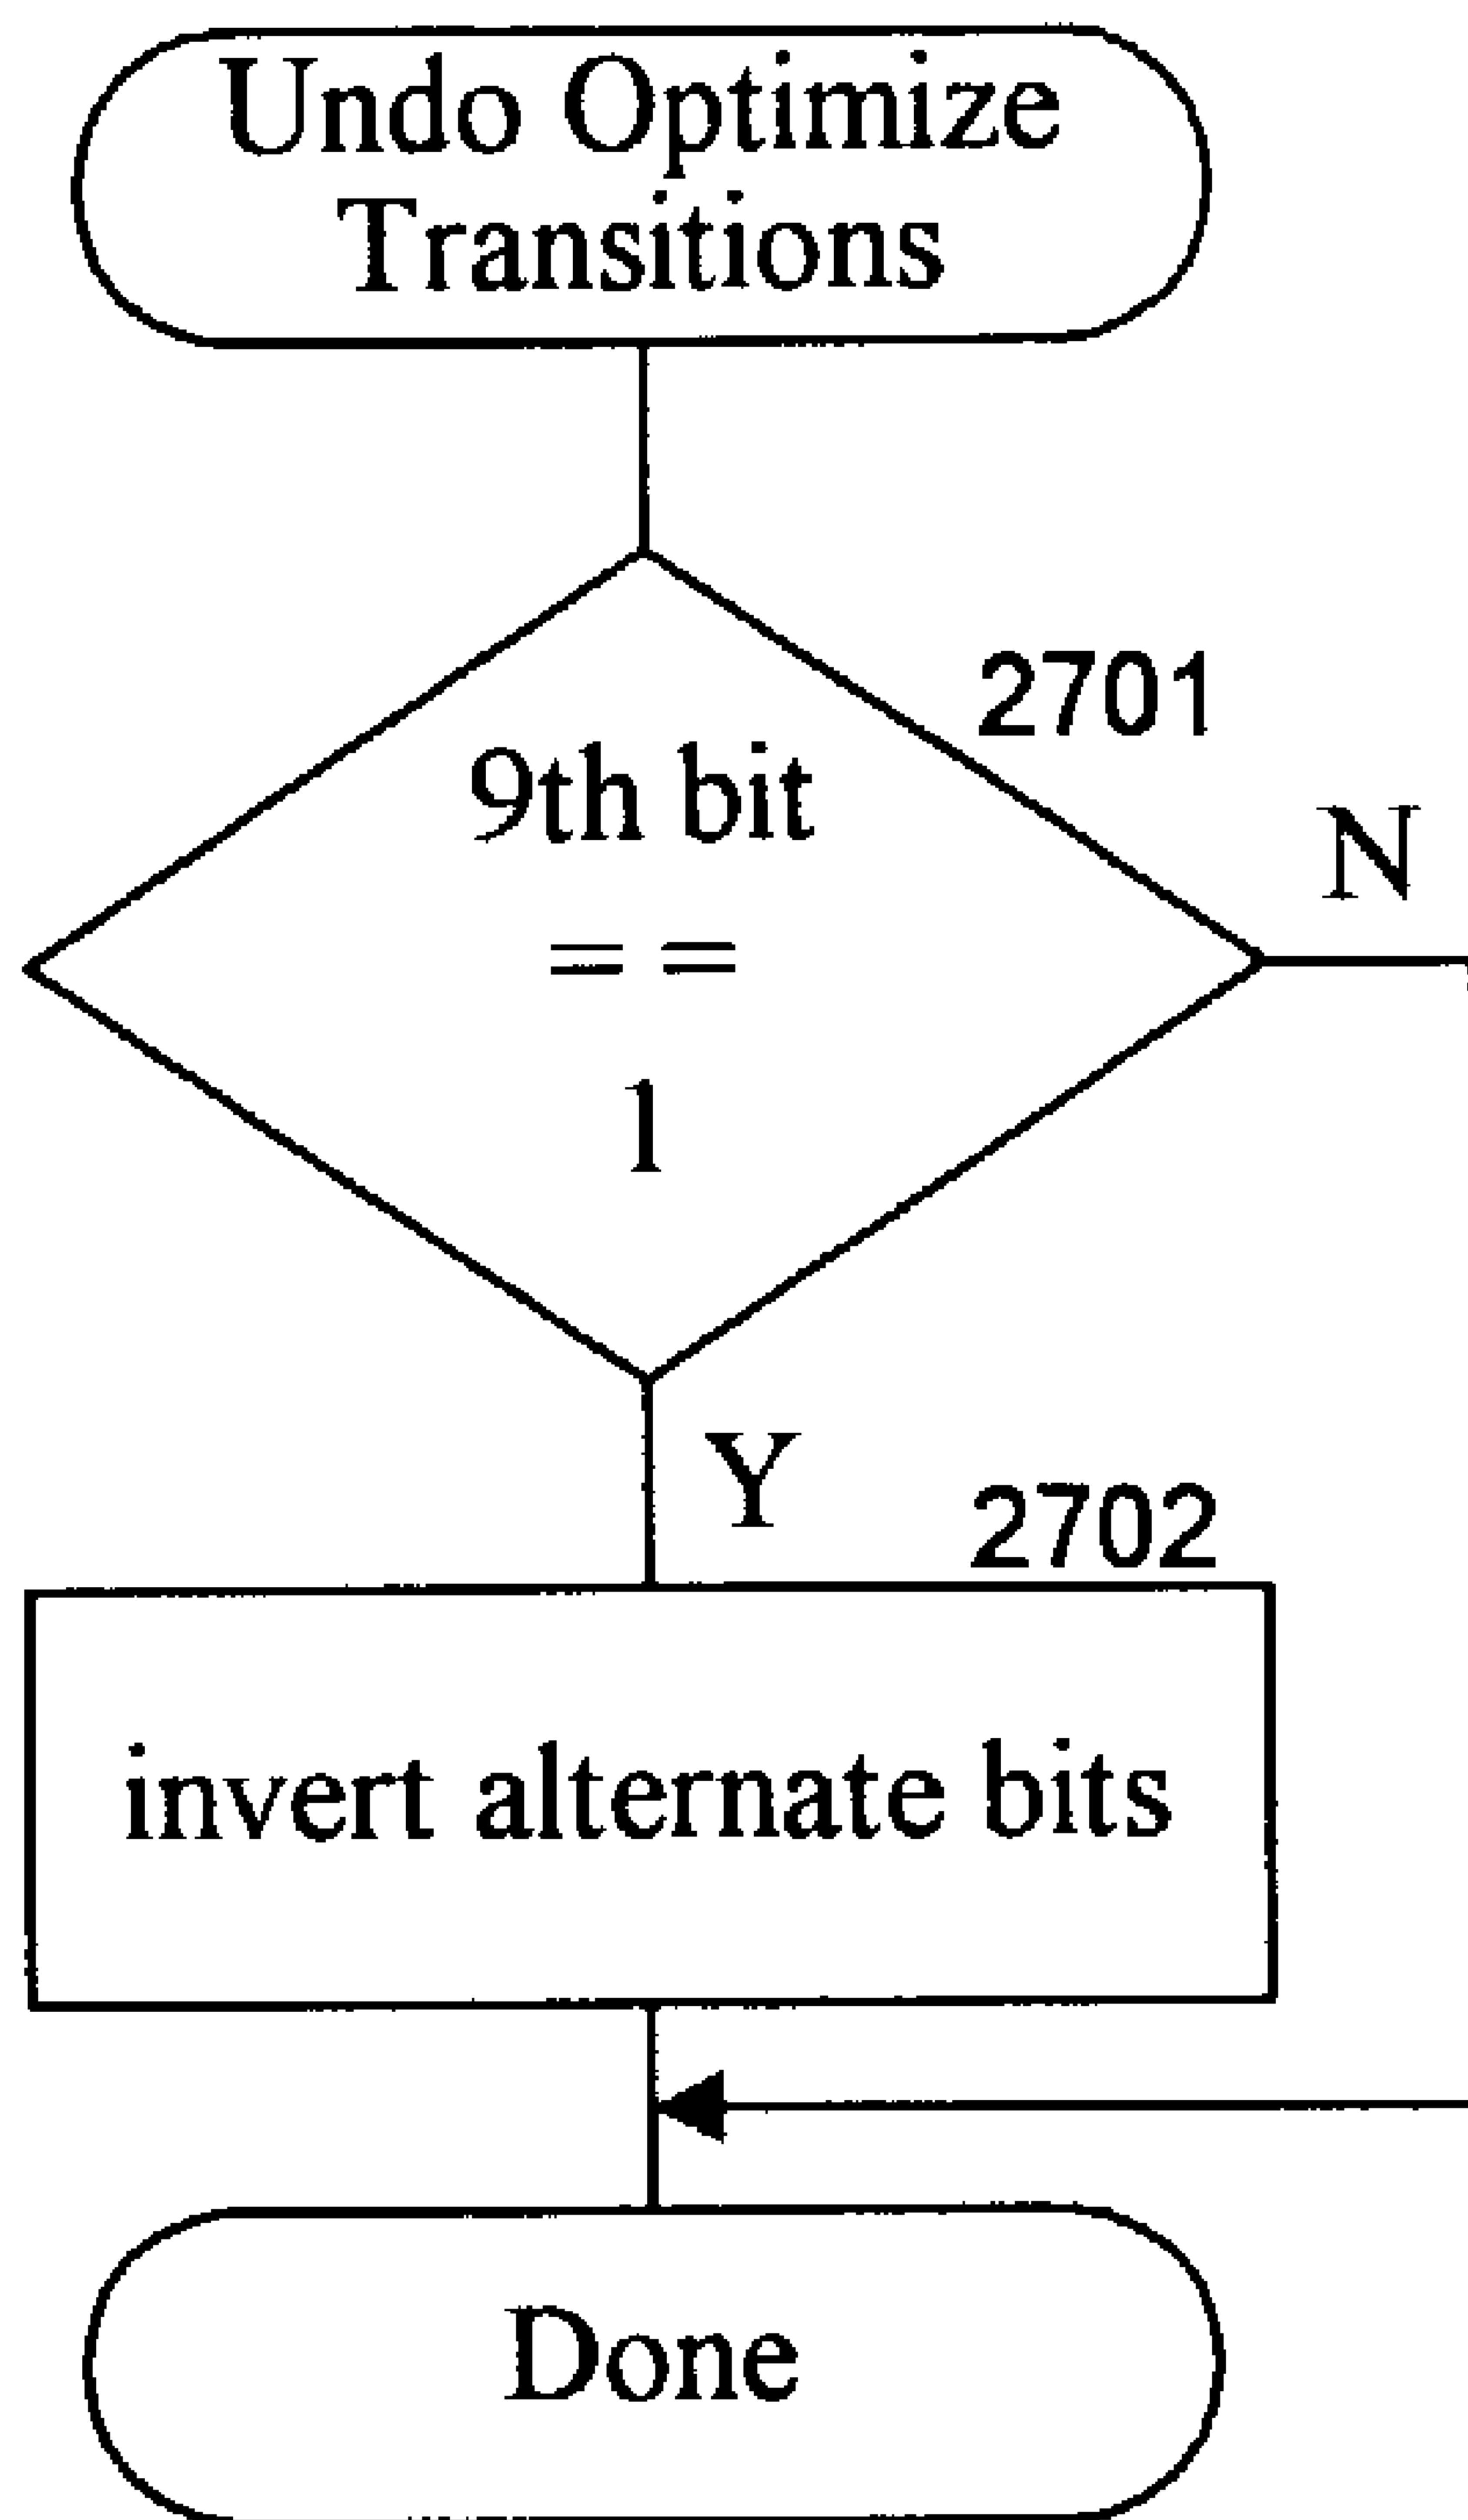 Undo Optimize
Transitions
2701
9th bit
= =
1
N
Y
2702
invert alternate bits
Done